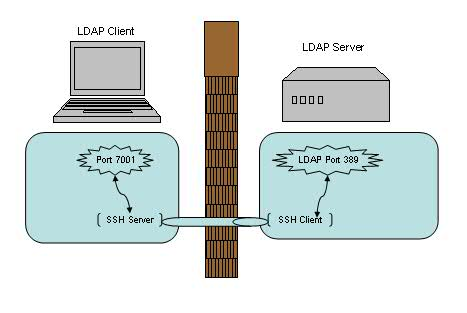 LDAP Client
LDAP Server
Port 7001
LDAP Port 389
SSH Server
SSH Client